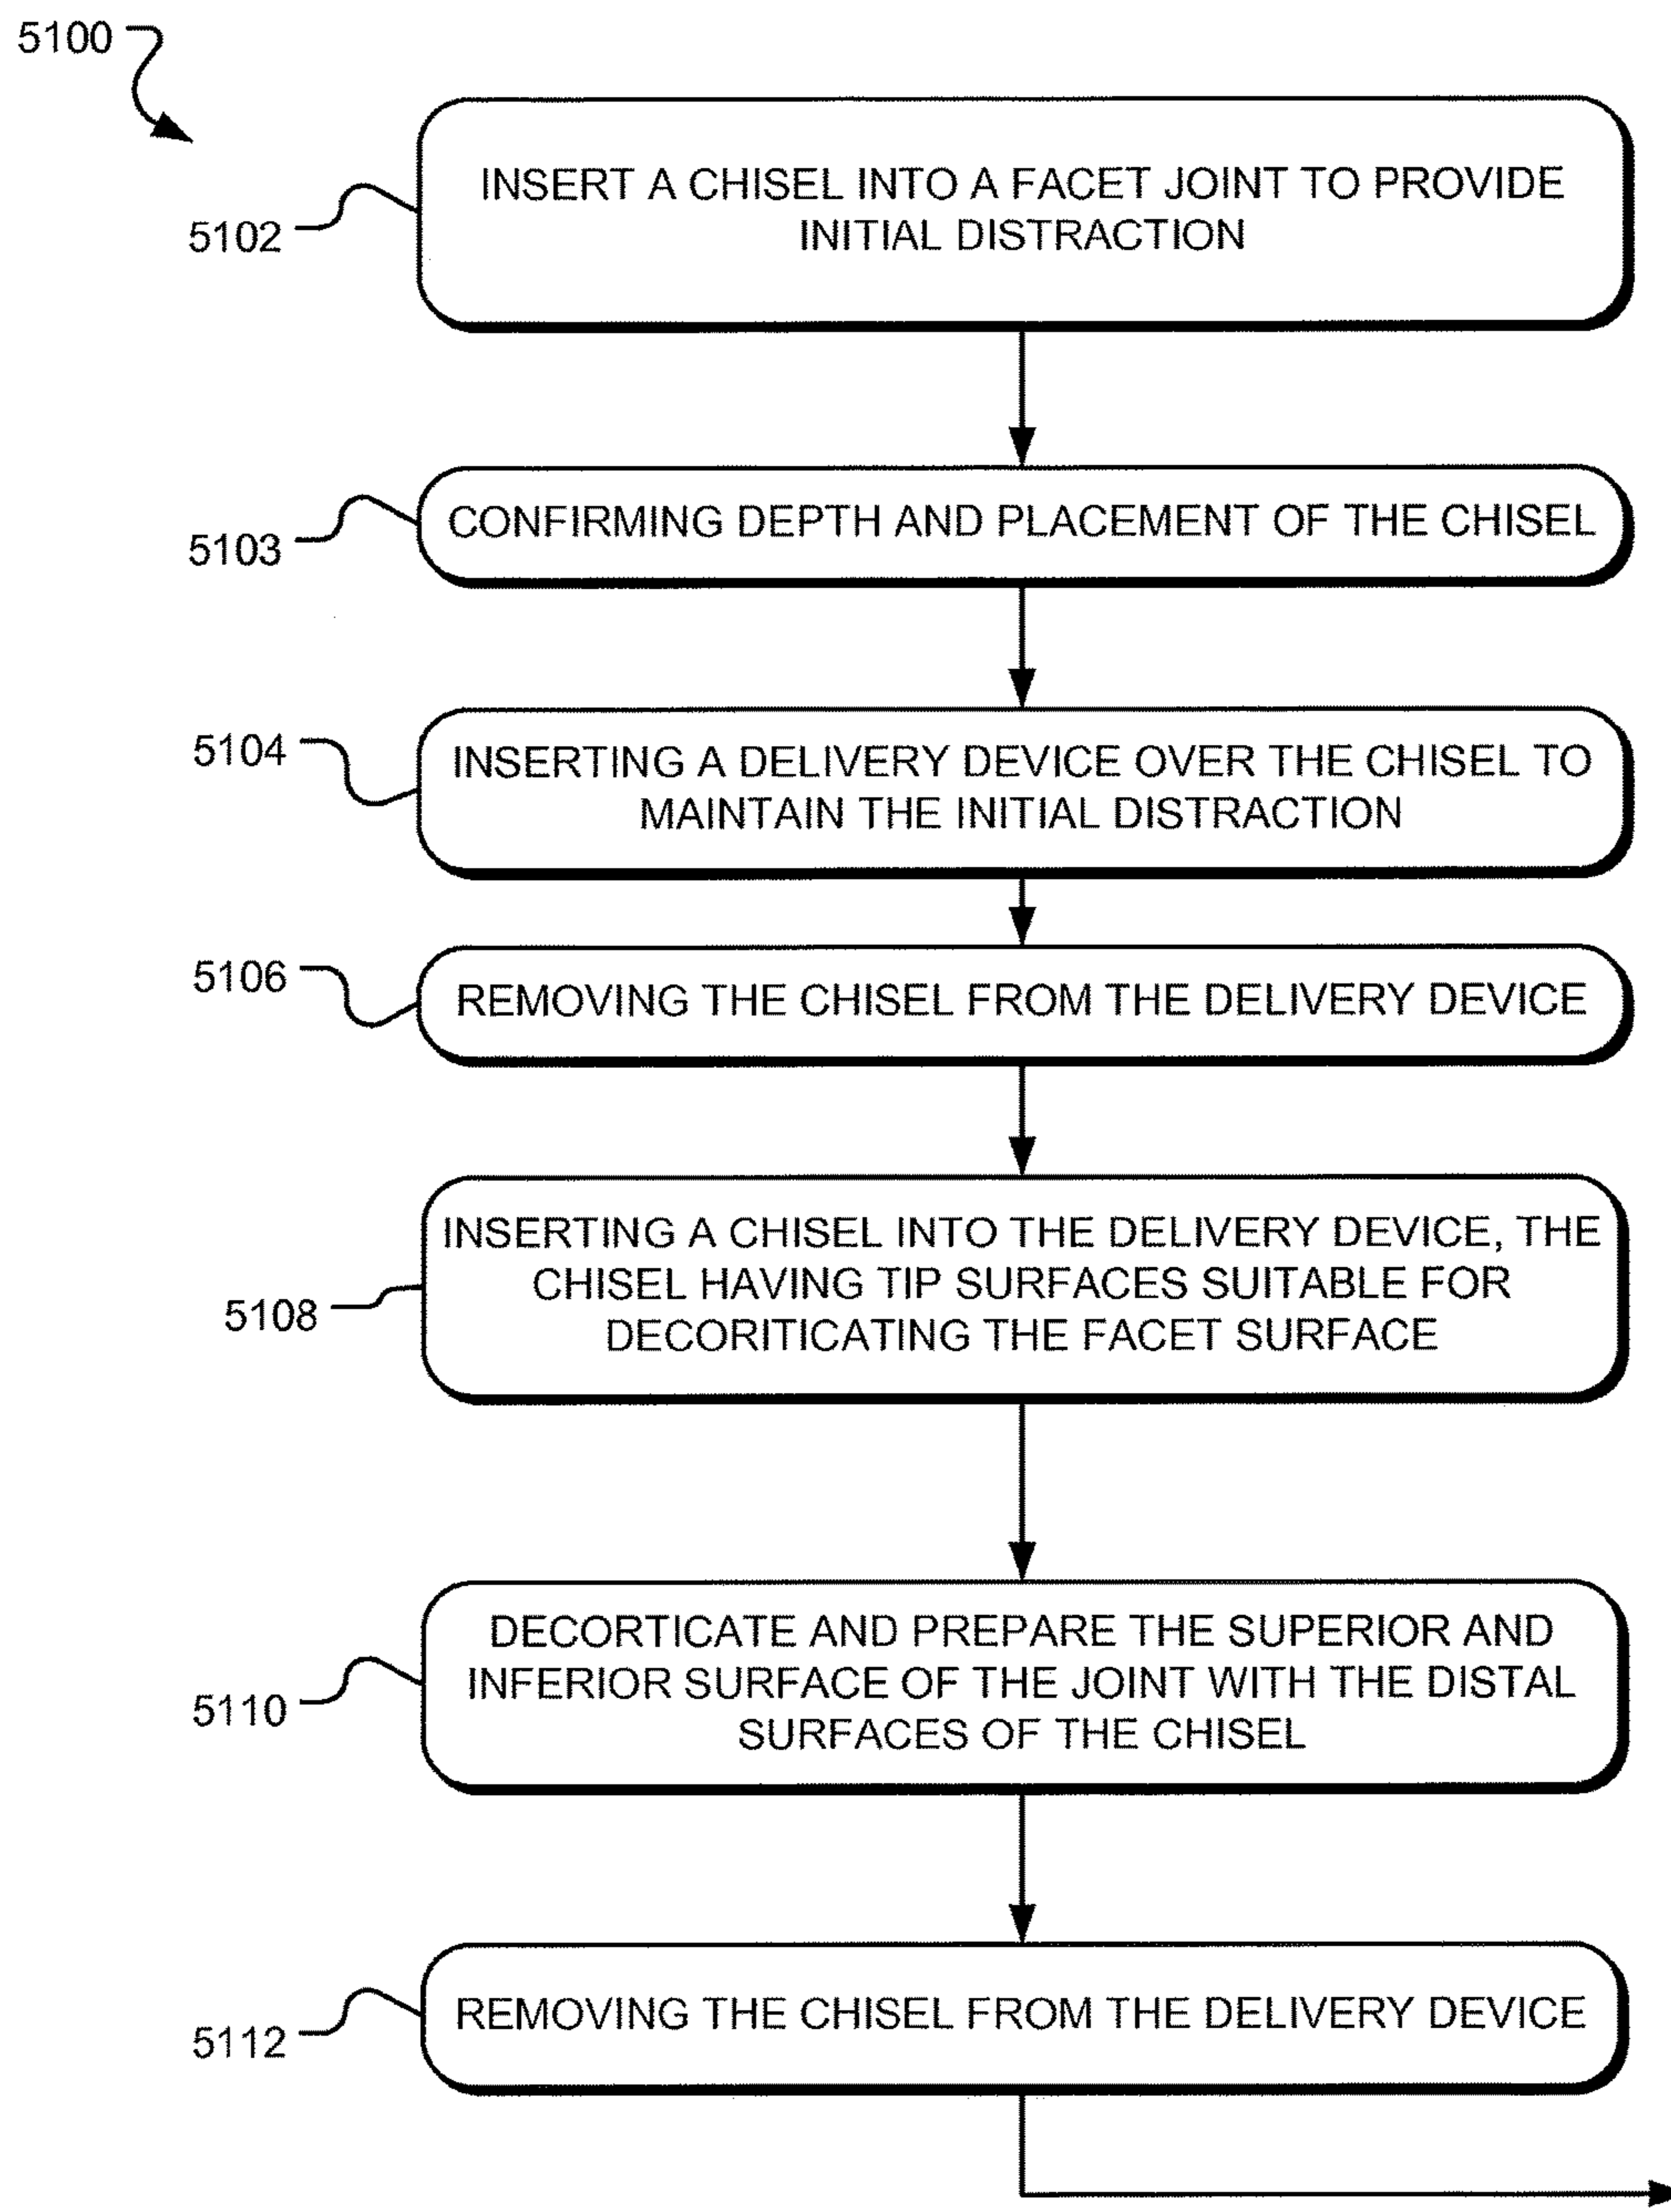 5100
INSERT A CHISEL INTO A FACET JOINT TO PROVIDE
INITIAL DISTRACTION
5102
CONFIRMING DEPTH AND PLACEMENT OF THE CHISEL
5103
5104
INSERTING A DELIVERY DEVICE OVER THE CHISEL TO
MAINTAIN THE INITIAL DISTRACTION
5106
REMOVING THE CHISEL FROM THE DELIVERY DEVICE
INSERTING A CHISEL INTO THE DELIVERY DEVICE, THE
CHISEL HAVING TIP SURFACES SUITABLE FOR
DECORITICATING THE FACET SURFACE
5108
DECORTICATE AND PREPARE THE SUPERIOR AND
INFERIOR SURFACE OF THE JOINT WITH THE DISTAL
SURFACES OF THE CHISEL
5110
REMOVING THE CHISEL FROM THE DELIVERY DEVICE
5112